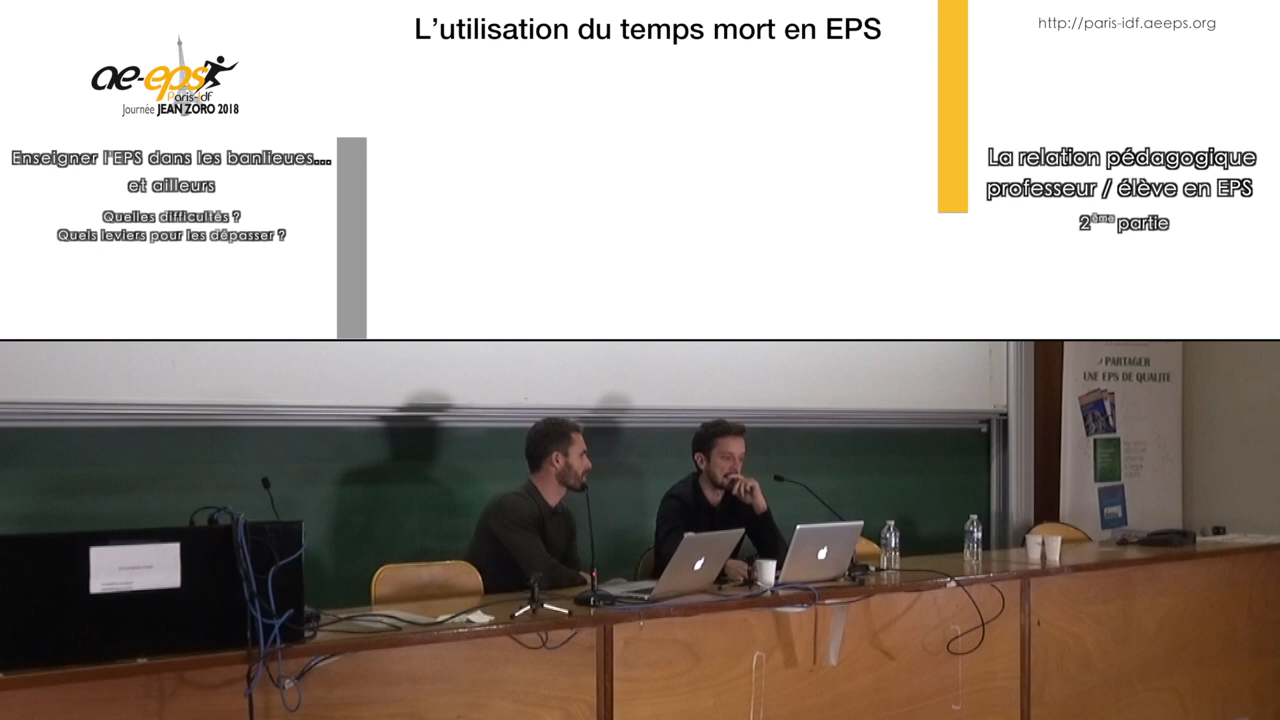 L'utilisation du temps mort en EPS
http://paris-idf.aeeps.org
ae-eps
Paris-Idf
Journée JEAN ZORO 2018
Enseigner l'EPS dans les banlieues...
et ailleurs
Quelles difficultés ?
Quels leviers pour les dépasser ?
La relation pédagogique
professeur / élève en EPS
2ème partie
PARTAGER
UNE EPS DE QUALITE